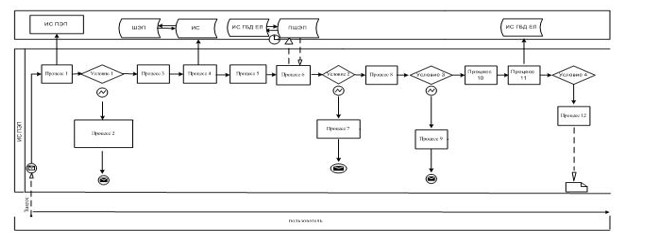 ИС ПЭП
ШЭП
ИС
ИС ГБД ЕЛ
ПШЭП
ИС ГБД ЕЛ
Процесс 1
Условие 1
Процесс 3
Процесс 4
Процесс 5
Процесс 6
Условие 2
Процесс 8
Условие 3
Процесс 10
Процесс 11
Условие 4
Процесс 2
Процесс 7
Процесс 9
Процесс 12
ИС ПЭП
пользователь